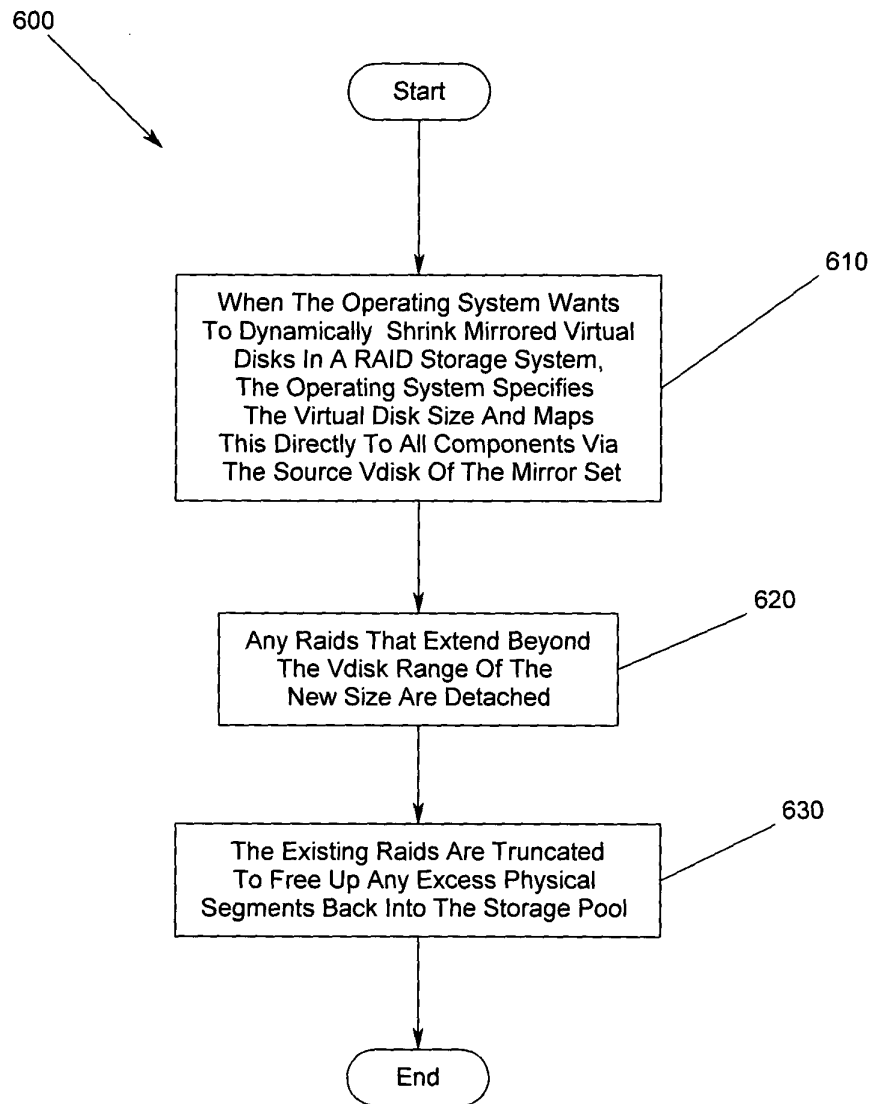 600
Start
610
When The Operating System Wants
To Dynamically Shrink Mirrored Virtual
Disks In A RAID Storage System,
The Operating System Specifies
The Virtual Disk Size And Maps
This Directly To All Components Via
The Source Vdisk Of The Mirror Set
620
Any Raids That Extend Beyond
The Vdisk Range Of The
New Size Are Detached
630
The Existing Raids Are Truncated
To Free Up Any Excess Physical
Segments Back Into The Storage Pool
End